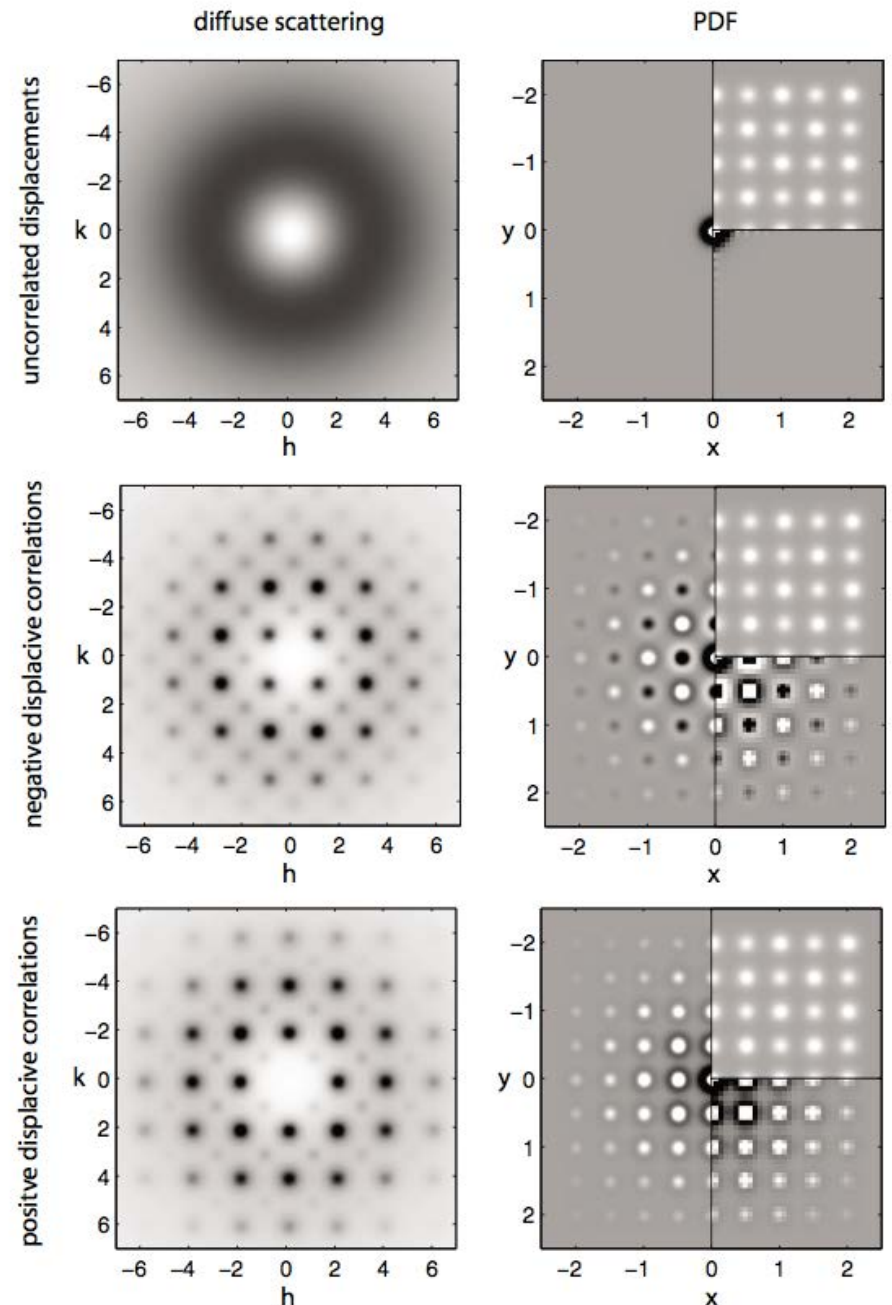 diffuse scattering
PDF
uncorrelated displacements
−6
−4
−2
k 0
2
4
6
−6 −4 −2 0 2 4 6
h
−2
−1
y 0
1
2
−2 −1 0 1 2
x
negative displacive correlations
−6
−4
−2
k 0
2
4
6
−6 −4 −2 0 2 4 6
h
−2
−1
y 0
1
2
−2 −1 0 1 2
x
positve displacive correlations
−6
−4
−2
k 0
2
4
6
−6 −4 −2 0 2 4 6
h
−2
−1
y 0
1
2
−2 −1 0 1 2
x